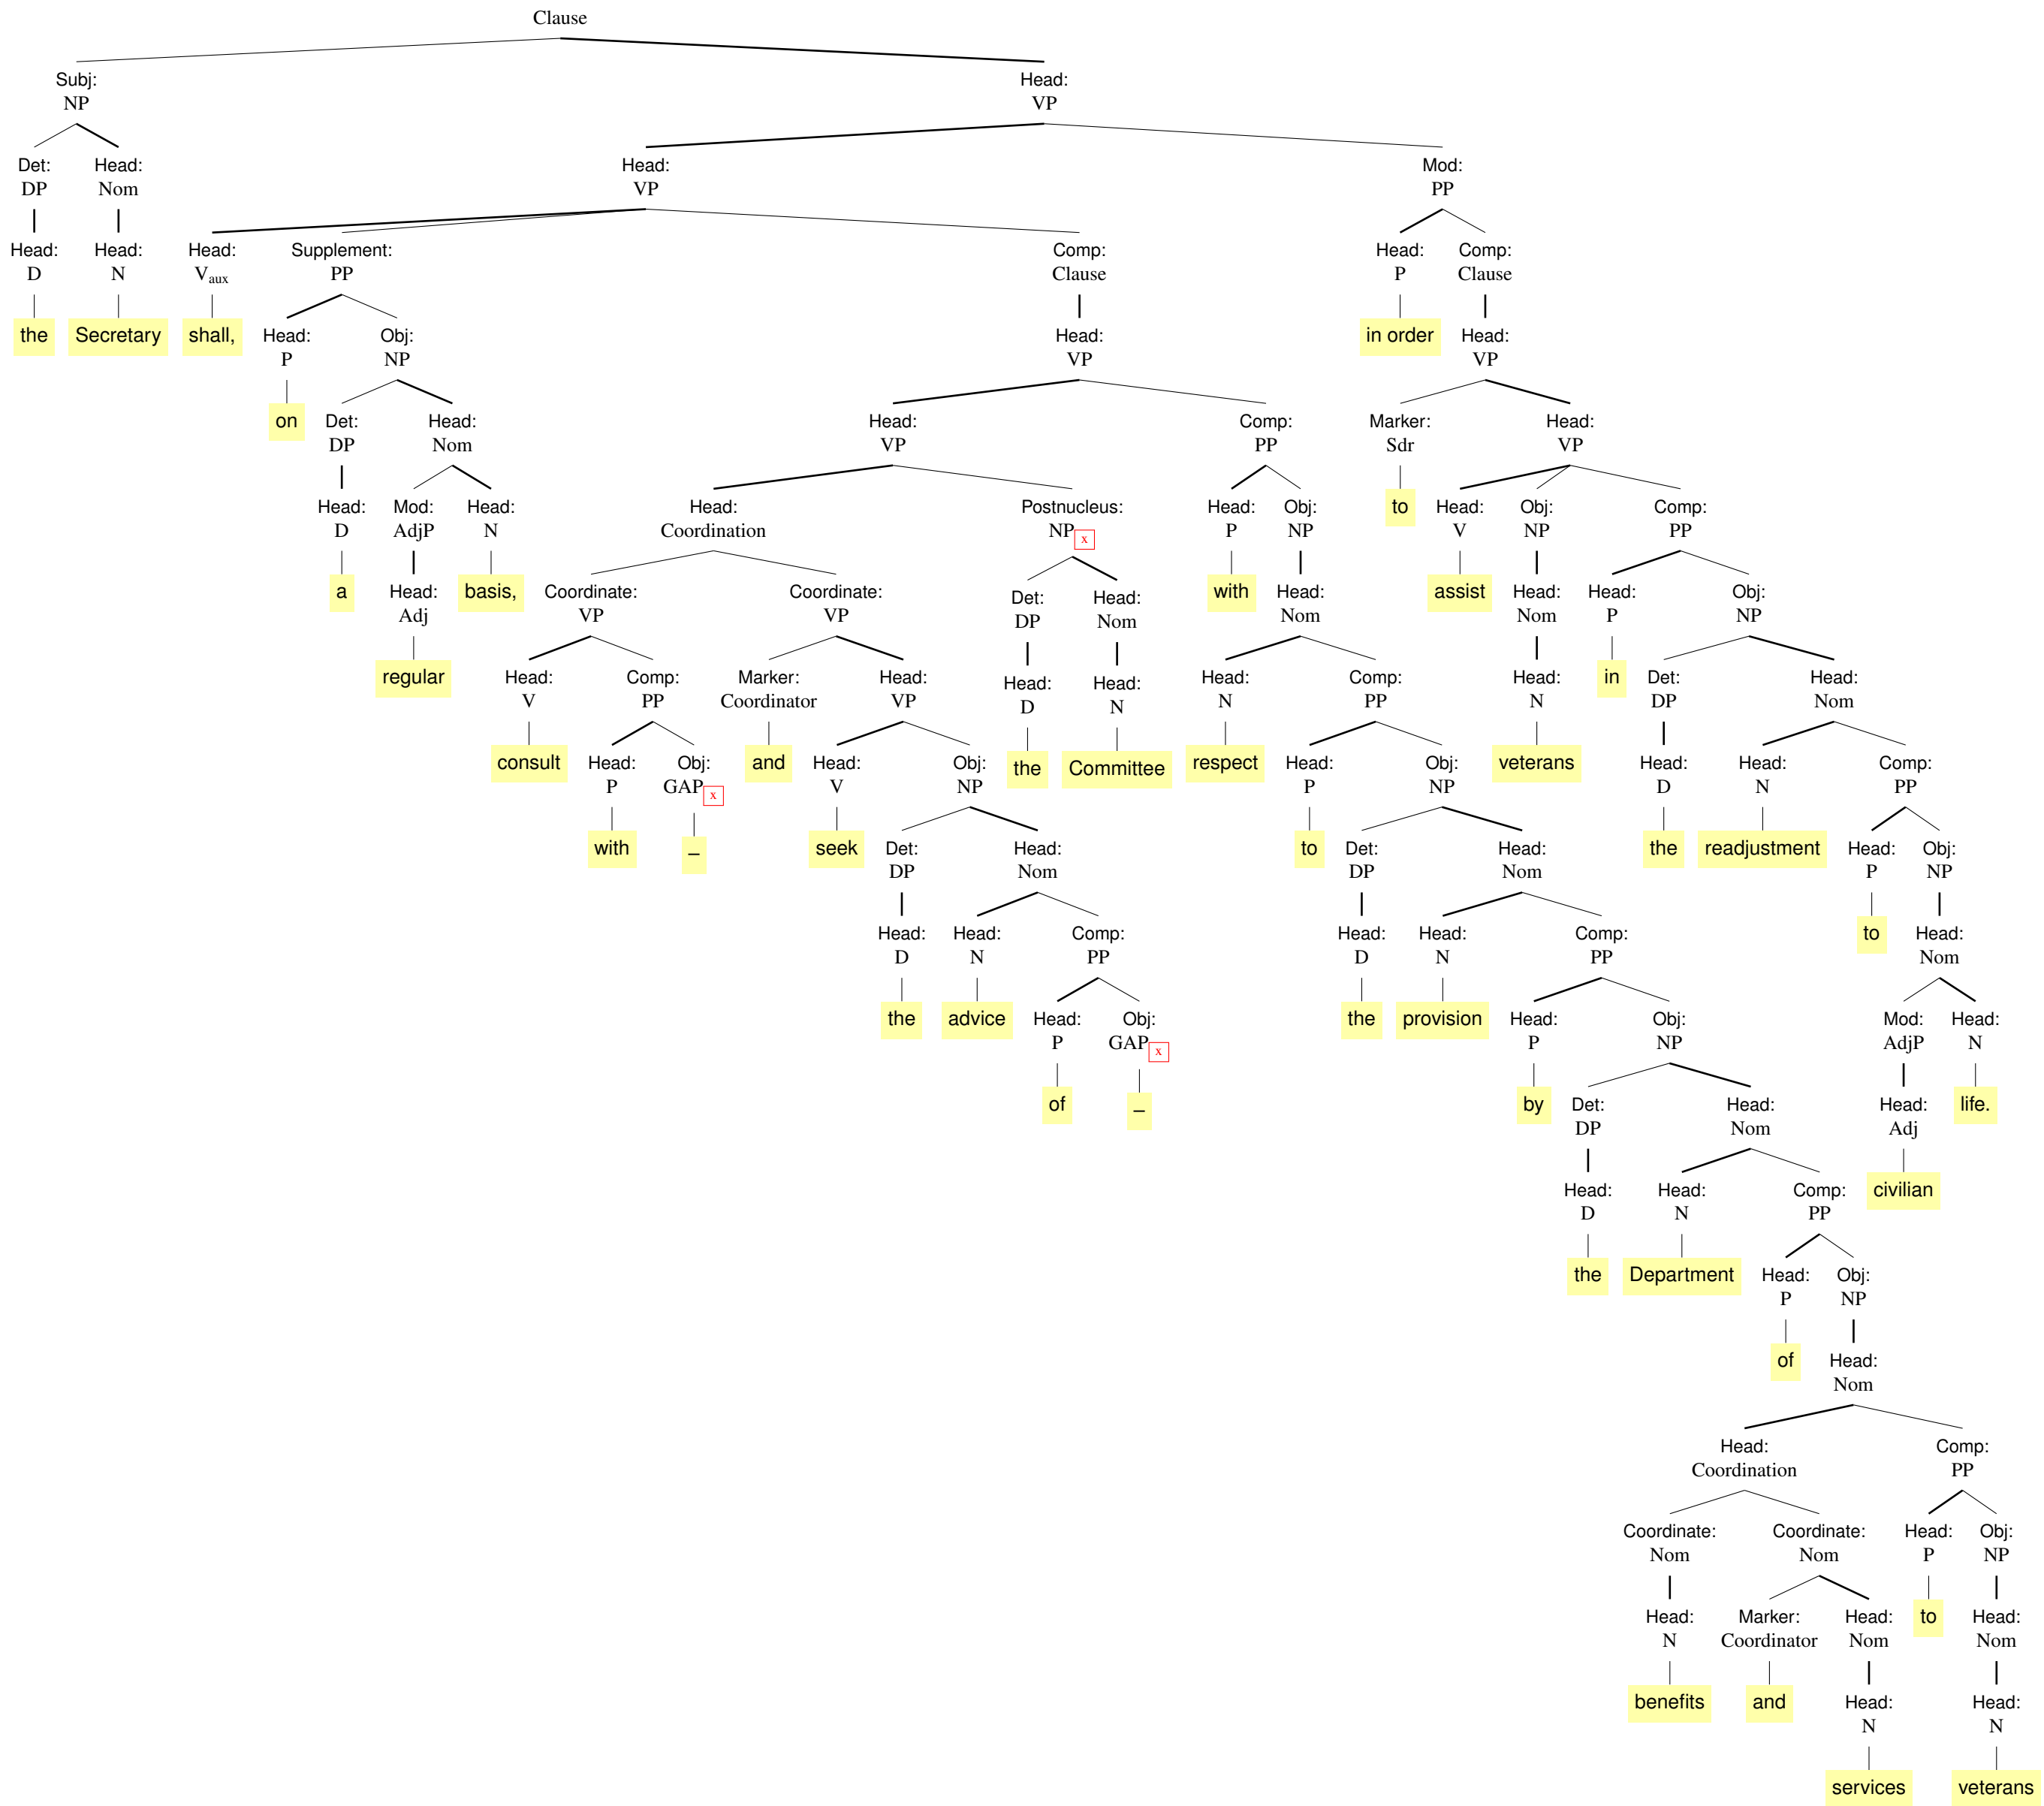 Clause
Subj: Head:
NP VP
Det: Head: Head: Mod:
DP Nom VP PP
Head: Head: Head: Supplement: Comp: Head: Comp:
D N Vaux PP Clause P Clause
the Secretary shall, Head: Obj: Head: in order Head:
P NP VP VP
on Det: Head: Head: Comp: Marker: Head:
DP Nom VP PP Sdr VP
Head: Mod: Head: Head: Postnucleus: Head: Obj: to Head: Obj: Comp:
D AdjP N Coordination NP x P NP V NP PP
a Head: basis, Coordinate: Coordinate: Det: Head: with Head: assist Head: Head: Obj:
Adj VP VP DP Nom Nom Nom P NP
regular Head: Comp: Marker: Head: Head: Head: Head: Comp: Head: in Det: Head:
V PP Coordinator VP D N N PP N DP Nom
consult Head: Obj: and Head: Obj: the Committee respect Head: Obj: veterans Head: Head: Comp:
P GAP x V NP P NP D N PP
with – seek Det: Head: to Det: Head: the readjustment Head: Obj:
DP Nom DP Nom P NP
Head: Head: Comp: Head: Head: Comp: to Head:
D N PP D N PP Nom
the advice Head: Obj: the provision Head: Obj: Mod: Head:
P GAP x P NP AdjP N
of – by Det: Head: Head: life.
DP Nom Adj
Head: Head: Comp: civilian
D N PP
the Department Head: Obj:
P NP
of Head:
Nom
Head: Comp:
Coordination PP
Coordinate: Coordinate: Head: Obj:
Nom Nom P NP
Head: Marker: Head: to Head:
N Coordinator Nom Nom
benefits and Head: Head:
N N
services veterans